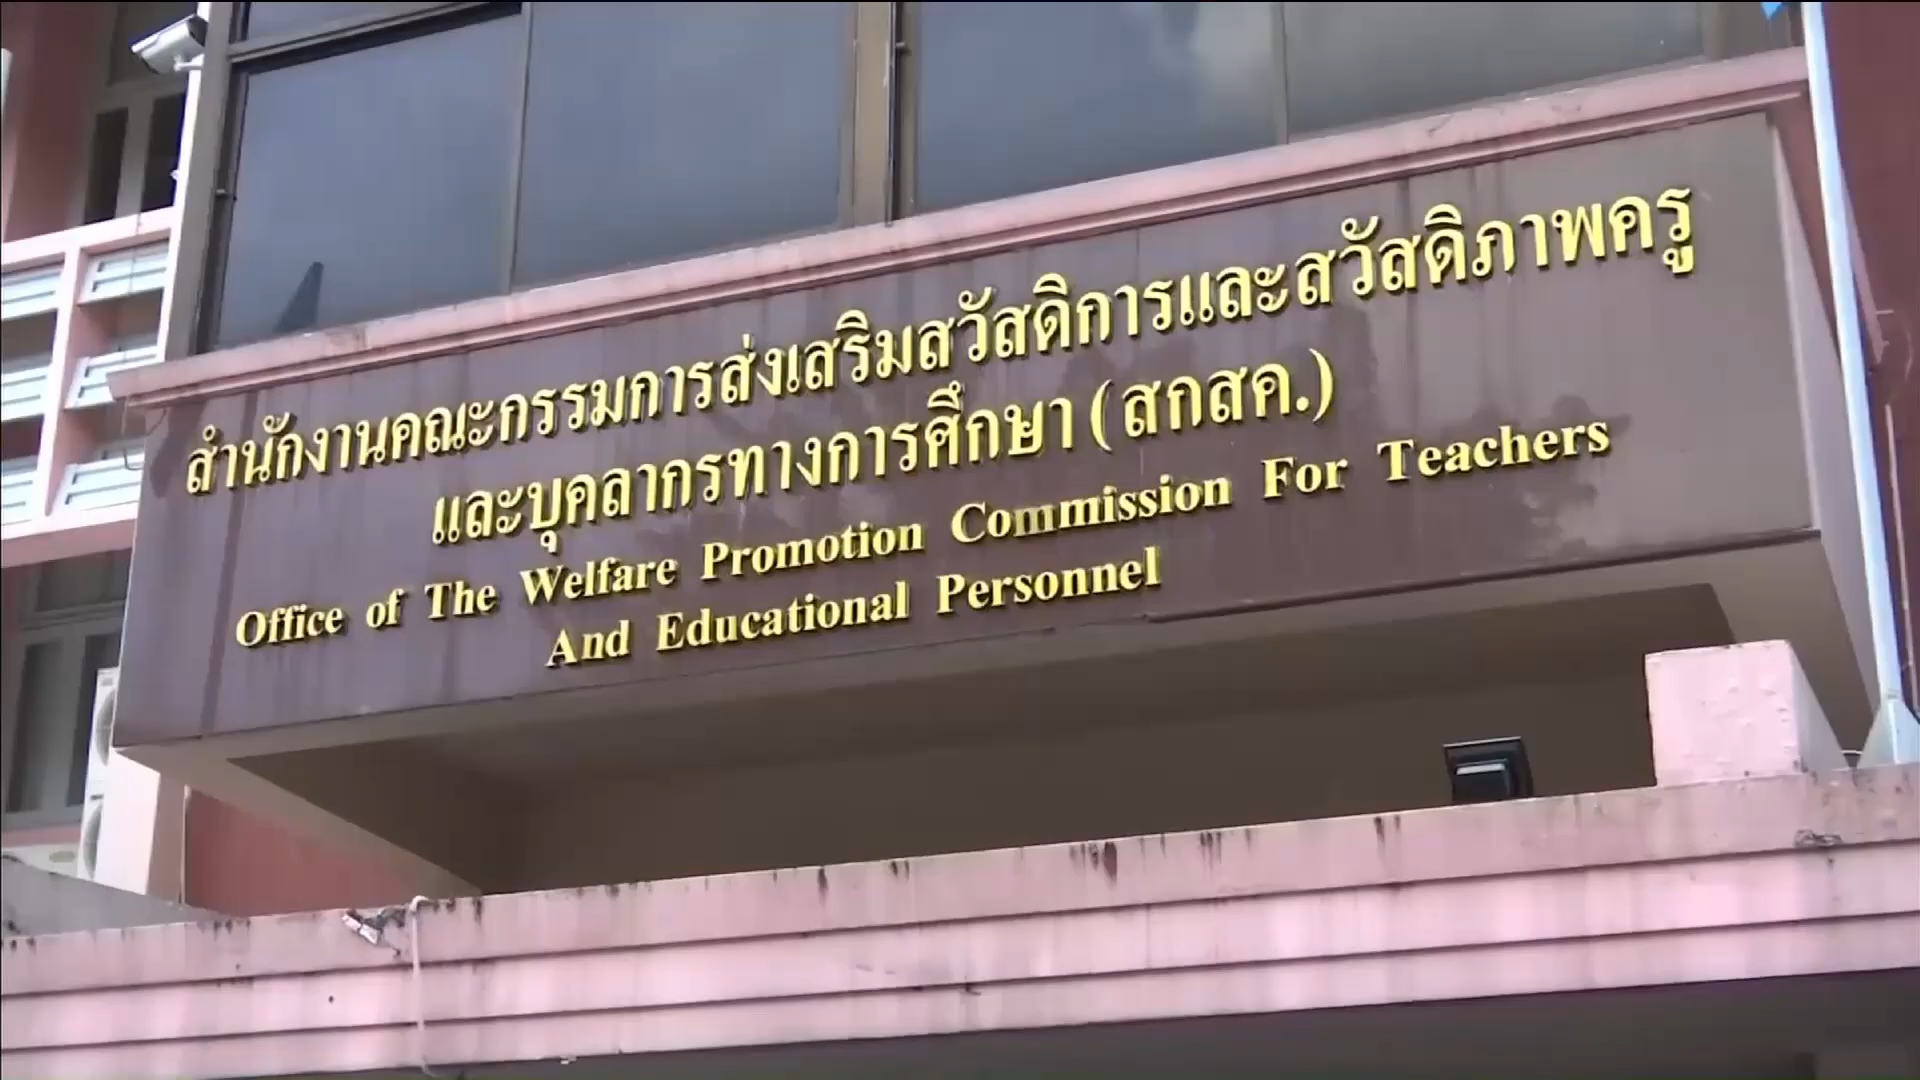 สำนักงานคณะกรรมการส่งเสริมสวัสดิการและสวัสดิภาพครู
และบุคลากรทางการศึกษา (สกสค.)
Office of The Welfare Promotion Commission For Teachers
And Educational Personnel